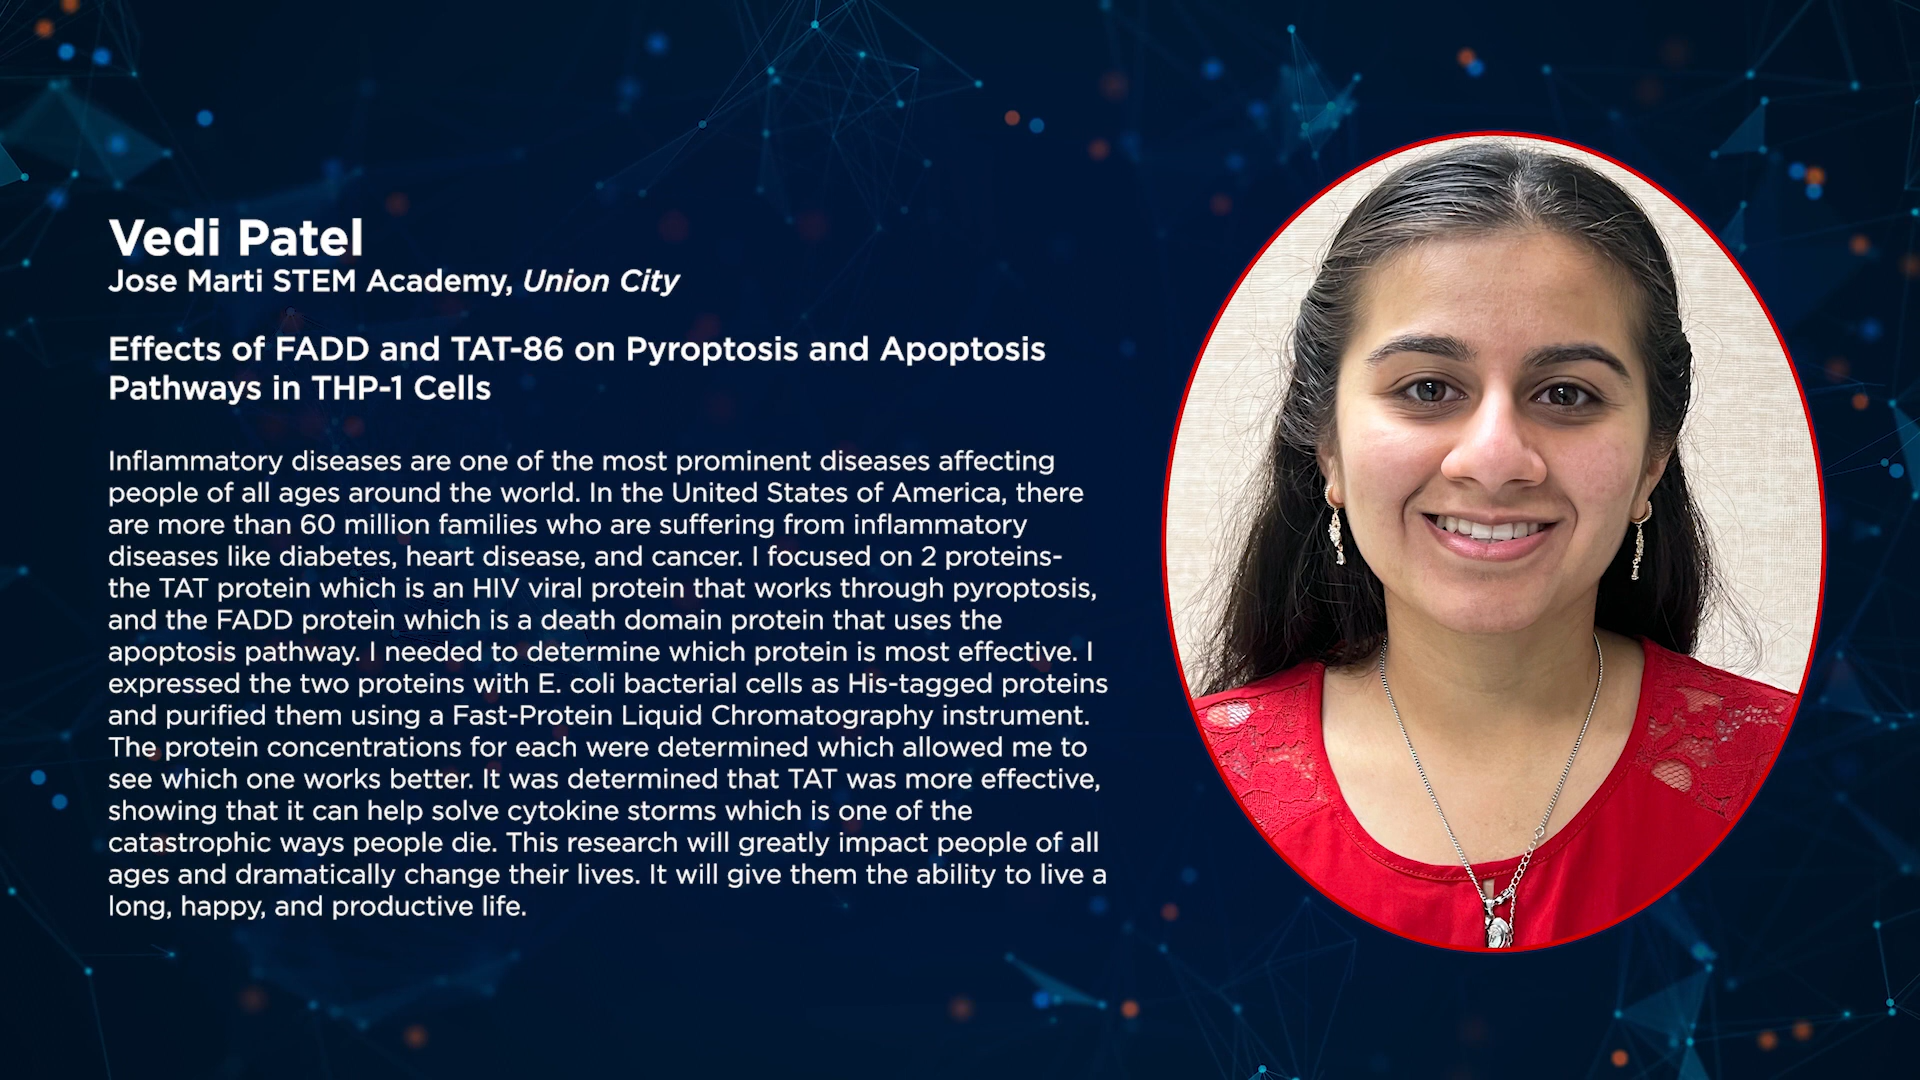 Vedi Patel
Jose Marti STEM Academy, Union City
Effects of FADD and TAT-86 on Pyroptosis and Apoptosis
Pathways in THP-1 Cells
Inflammatory diseases are one of the most prominent diseases affecting
people of all ages around the world. In the United States of America, there
are more than 60 million families who are suffering from inflammatory
diseases like diabetes, heart disease, and cancer. I focused on 2 proteins-
the TAT protein which is an HIV viral protein that works through pyroptosis,
and the FADD protein which is a death domain protein that uses the
apoptosis pathway. I needed to determine which protein is most effective. I
expressed the two proteins with E. coli bacterial cells as His-tagged proteins
and purified them using a Fast-Protein Liquid Chromatography instrument.
The protein concentrations for each were determined which allowed me to
see which one works better. It was determined that TAT was more effective,
showing that it can help solve cytokine storms which is one of the
catastrophic ways people die. This research will greatly impact people of all
ages and dramatically change their lives. It will give them the ability to live a
long, happy, and productive life.